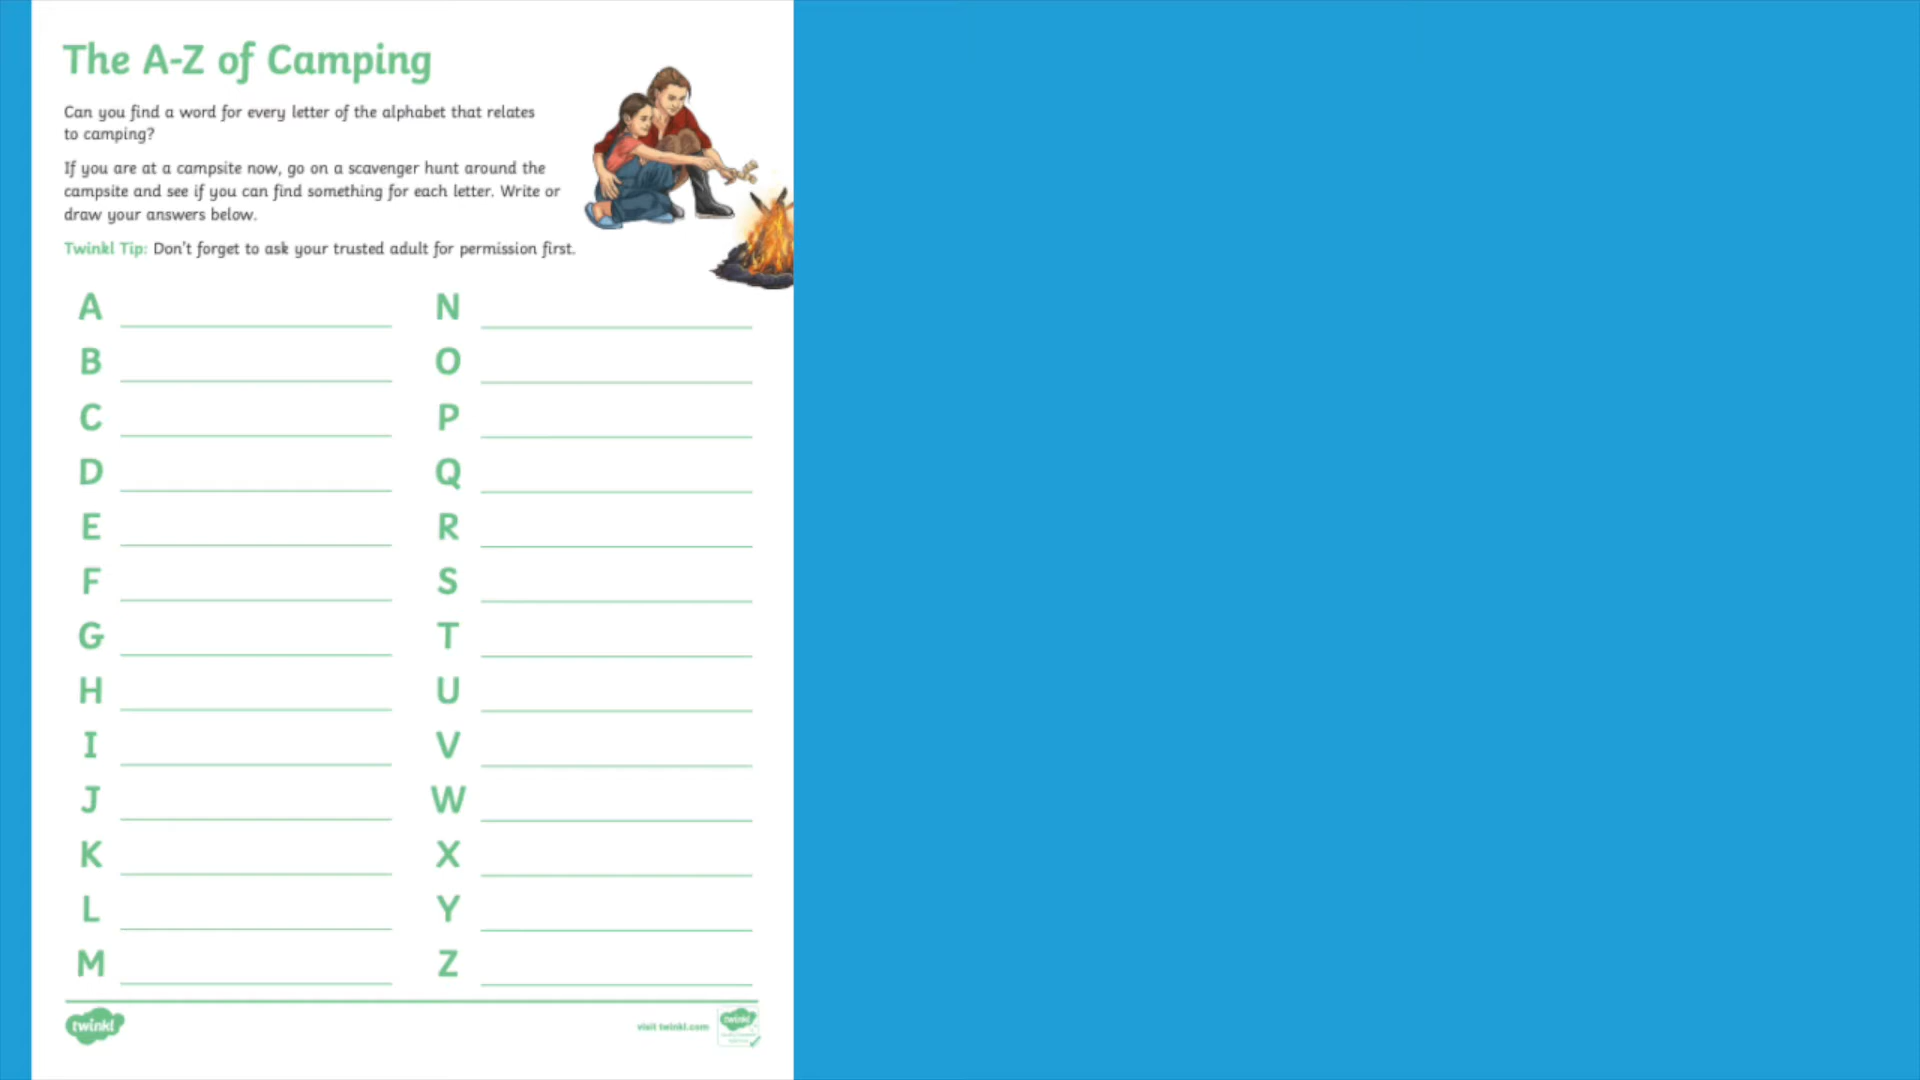 The A-Z of Camping
Can you find a word for every letter of the alphabet that relates
to camping?
If you are at a campsite now, go on a scavenger hunt around the
campsite and see if you can find something for each letter. Write or
draw your answers below.
Twinkl Tip: Don't forget to ask your trusted adult for permission first.
A
B
C
D
E
F
G
H
I
J
K
L
M
N
O
P
Q
R
S
T
U
V
W
X
Y
Z
twinkl
visit twinkl.com
twinkl